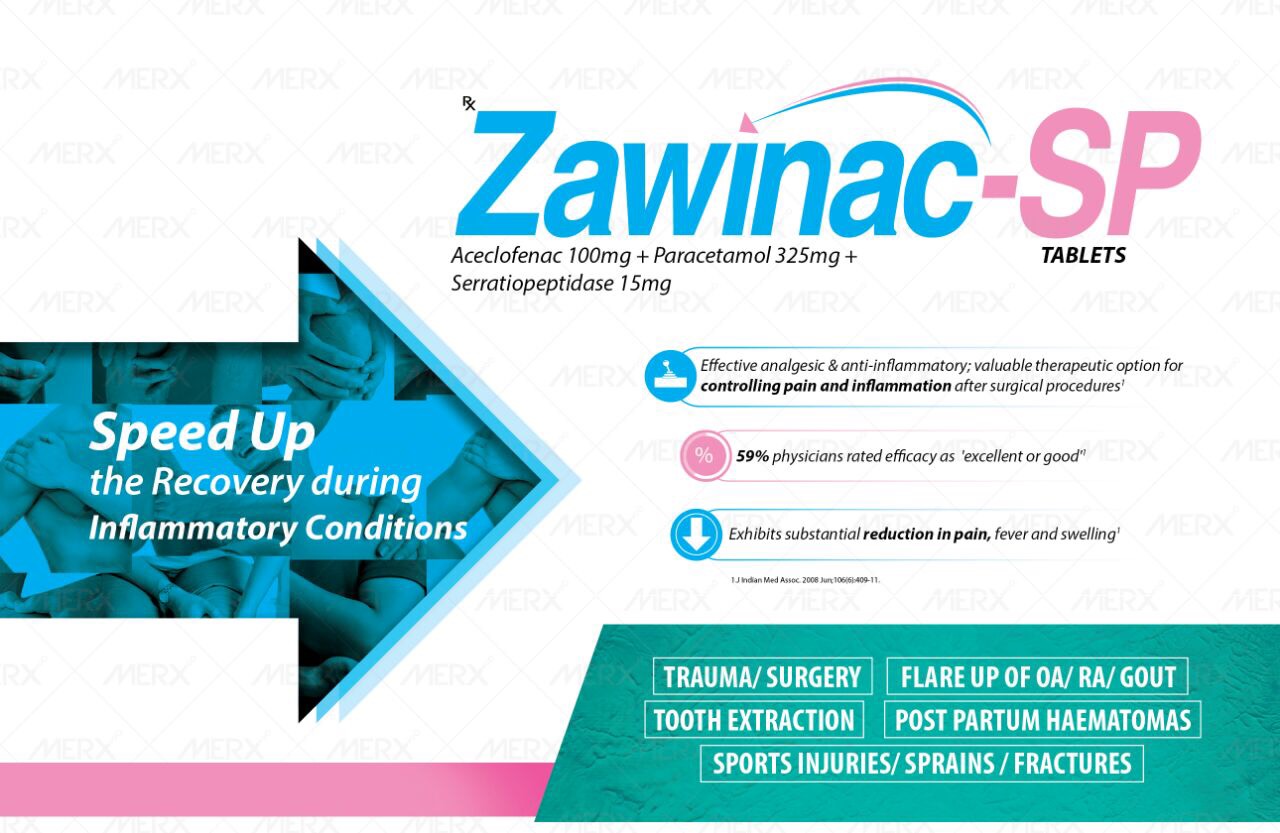 Rx
Zawinac-SP
TABLETS
Aceclofenac 100mg + Paracetamol 325mg +
Serratiopeptidase 15mg
Speed Up
the Recovery during
Inflammatory Conditions
Effective analgesic & anti-inflammatory; valuable therapeutic option for
controlling pain and inflammation after surgical procedures¹
%
59% physicians rated efficacy as 'excellent or good'¹
Exhibits substantial reduction in pain, fever and swelling¹
1.J Indian Med Assoc. 2008 Jun;106(6):409-11.
TRAUMA/ SURGERY
FLARE UP OF OA/ RA/ GOUT
TOOTH EXTRACTION
POST PARTUM HAEMATOMAS
SPORTS INJURIES/ SPRAINS / FRACTURES
MERX